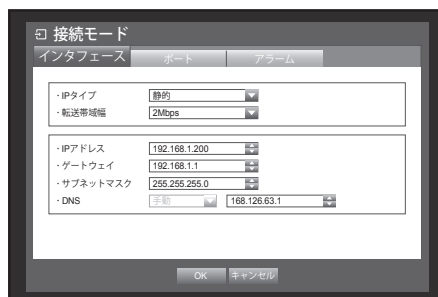 接続モード
インタフェース ポート アラーム
・IPタイプ 静的
・転送帯域幅 2Mbps
・IPアドレス 192.168.1.200
・ゲートウェイ 192.168.1.1
・サブネットマスク 255.255.255.0
・DNS 手動 168.126.63.1
OK キャンセル